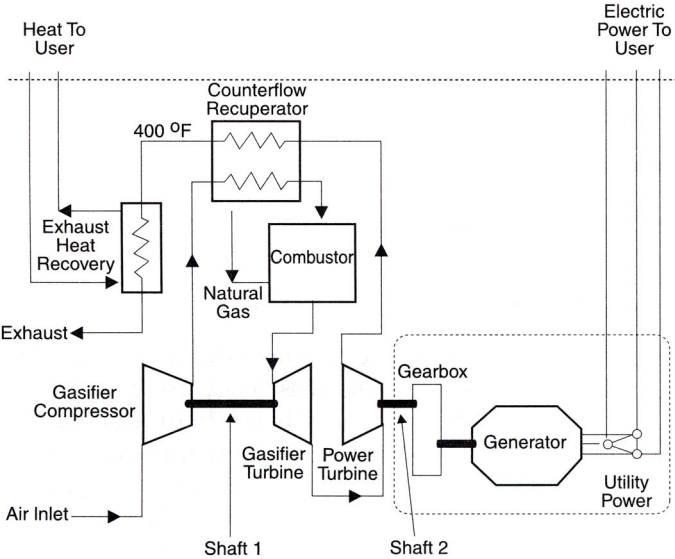 Heat To
User
Electric
Power To
User
Counterflow
Recuperator
400 ºF
Exhaust
Heat
Recovery
Combustor
Natural
Gas
Exhaust
Gasifier
Compressor
Gearbox
Gasifier
Turbine
Power
Turbine
Generator
Utility
Power
Air Inlet
Shaft 1
Shaft 2